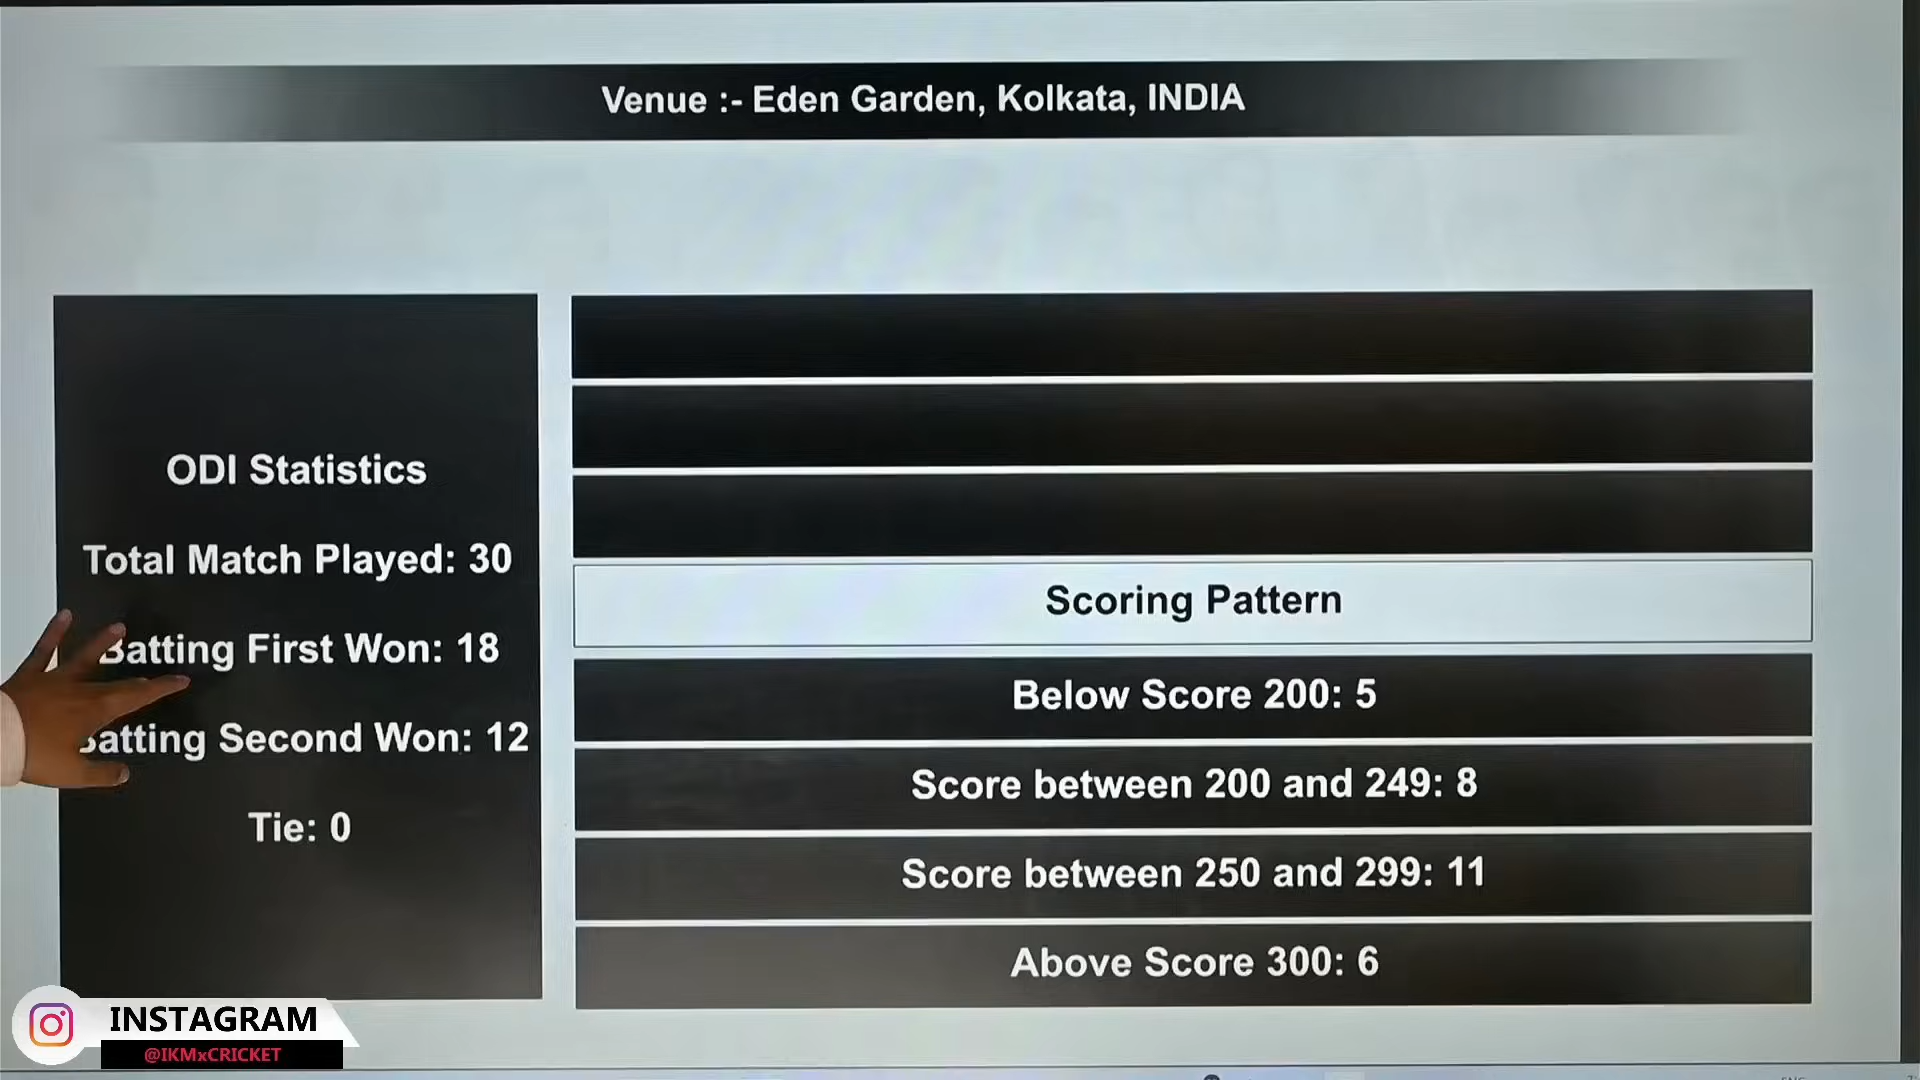 Venue :- Eden Garden, Kolkata, INDIA
ODI Statistics
Total Match Played: 30
Batting First Won: 18
Batting Second Won: 12
Tie: 0
Scoring Pattern
Below Score 200: 5
Score between 200 and 249: 8
Score between 250 and 299: 11
Above Score 300: 6
INSTAGRAM
@IKMxCRICKET